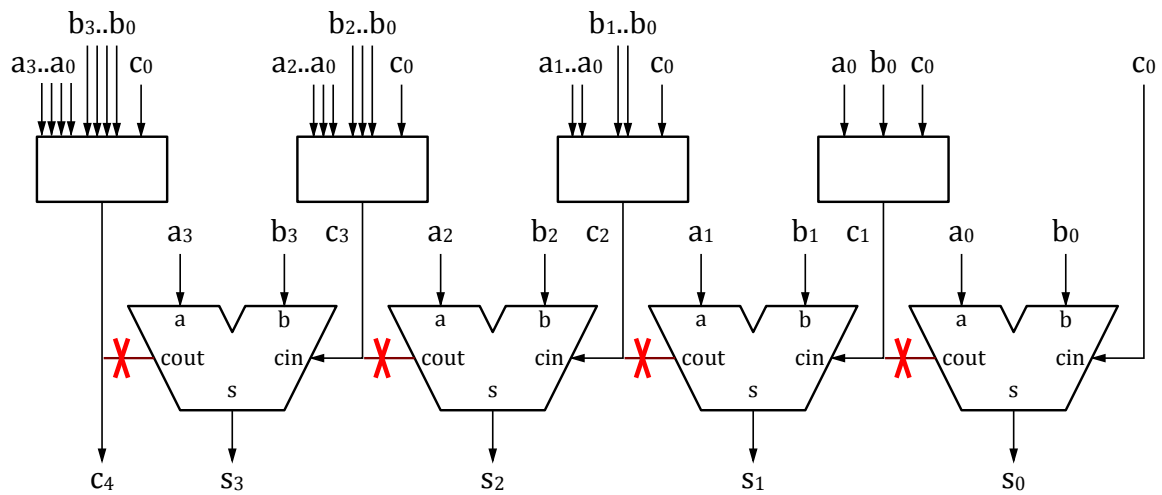 b₃..b₀ b₂..b₀ b₁..b₀
a₃..a₀ c₀ a₂..a₀ c₀ a₁..a₀ c₀ a₀ b₀ c₀ c₀
a₃ b₃ c₃ a₂ b₂ c₂ a₁ b₁ c₁ a₀ b₀
a b a b a b a b
cout cin cout cin cout cin cout cin
s s s s
c₄ s₃ s₂ s₁ s₀